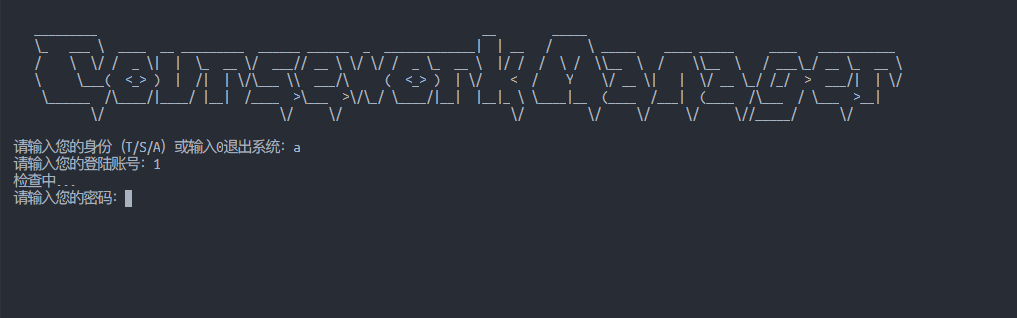 CourseworkManager
请输入您的身份（T/S/A）或输入0退出系统：a
请输入您的登陆账号：1
检查中...
请输入您的密码：